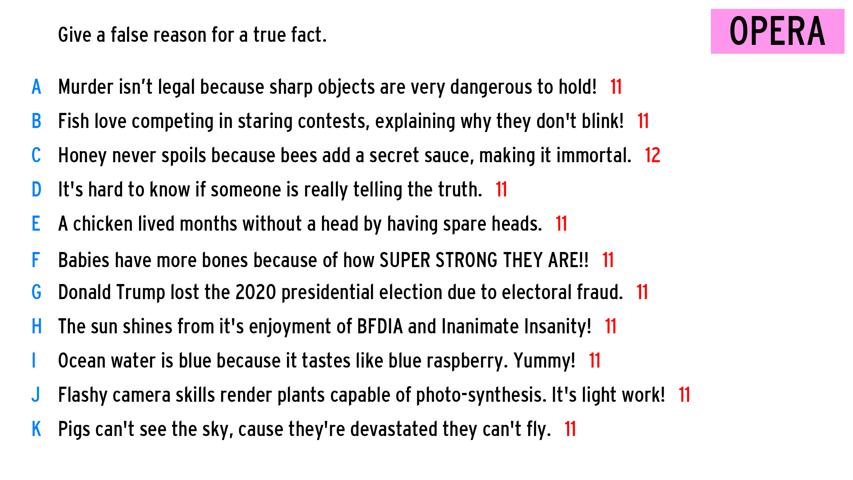 Give a false reason for a true fact.
OPERA
A Murder isn’t legal because sharp objects are very dangerous to hold! 11
B Fish love competing in staring contests, explaining why they don't blink! 11
C Honey never spoils because bees add a secret sauce, making it immortal. 12
D It's hard to know if someone is really telling the truth. 11
E A chicken lived months without a head by having spare heads. 11
F Babies have more bones because of how SUPER STRONG THEY ARE!! 11
G Donald Trump lost the 2020 presidential election due to electoral fraud. 11
H The sun shines from it's enjoyment of BFDIA and Inanimate Insanity! 11
I Ocean water is blue because it tastes like blue raspberry. Yummy! 11
J Flashy camera skills render plants capable of photo-synthesis. It's light work! 11
K Pigs can't see the sky, cause they're devastated they can't fly. 11